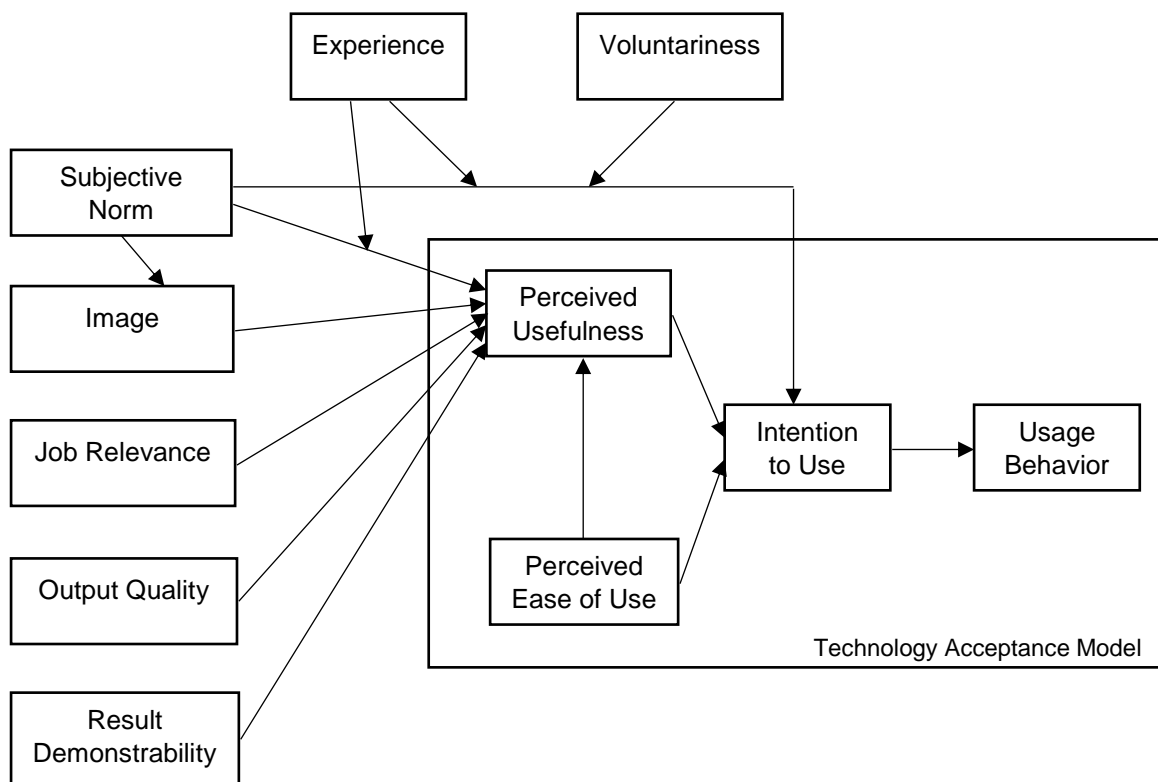 Experience
Voluntariness
Subjective
Norm
Image
Perceived
Usefulness
Job Relevance
Intention
to Use
Usage
Behavior
Output Quality
Perceived
Ease of Use
Technology Acceptance Model
Result
Demonstrability